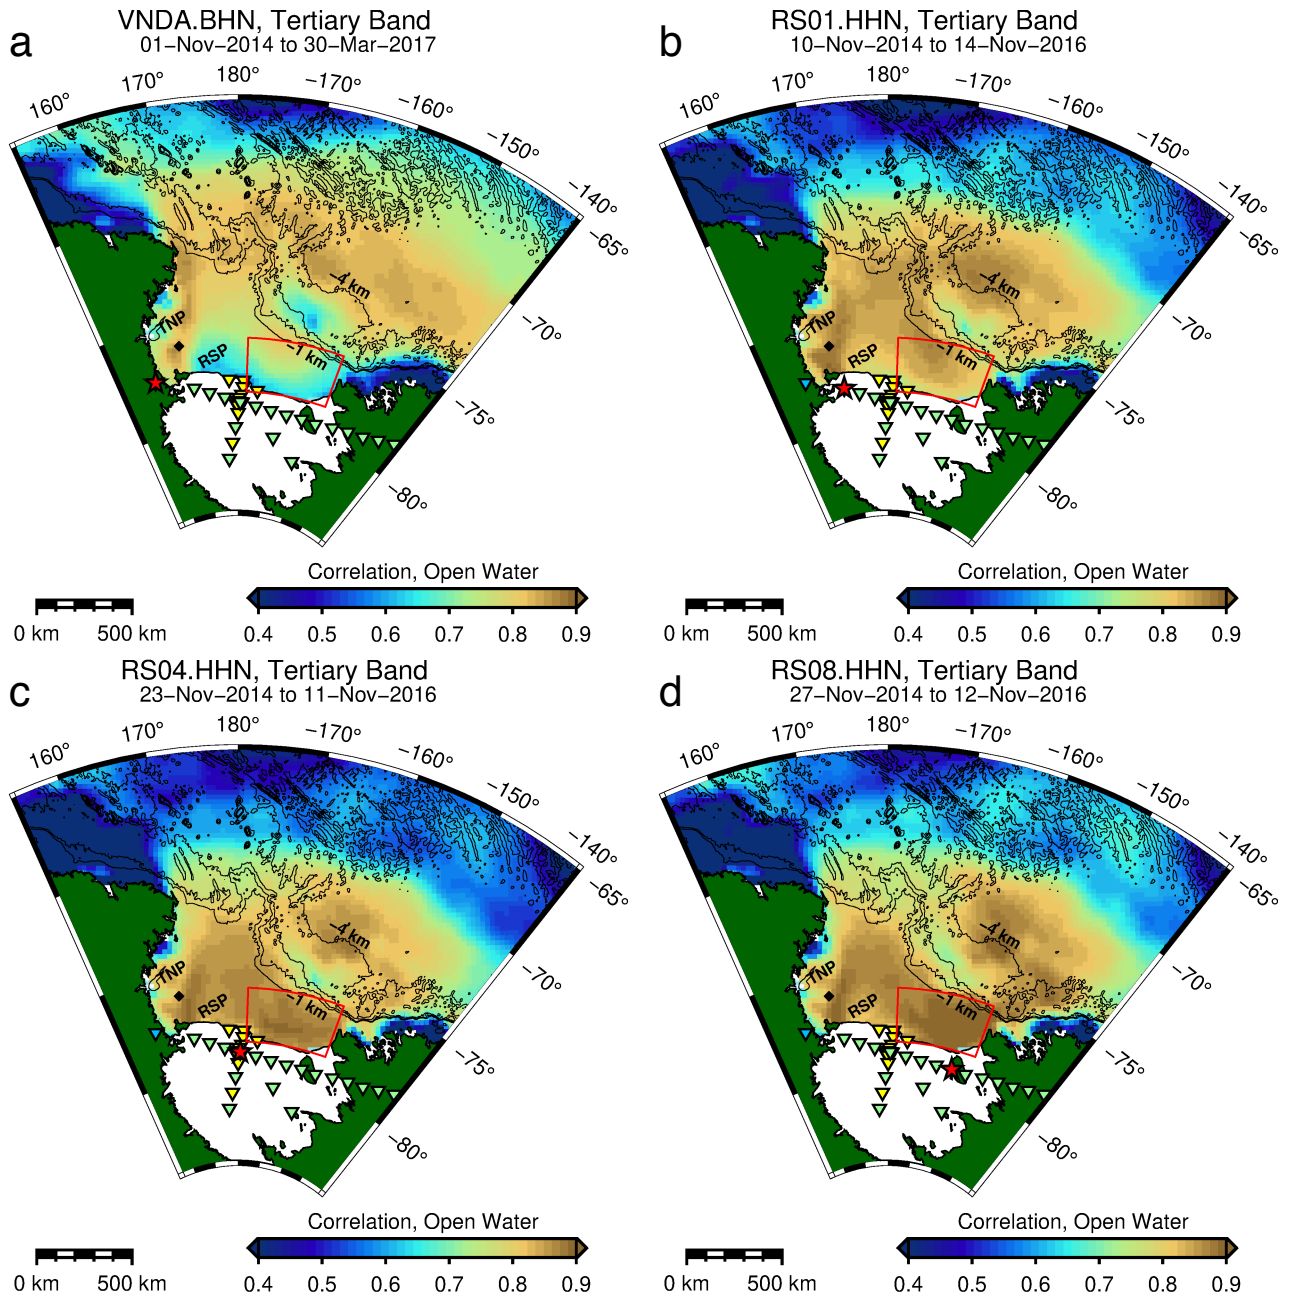 a
VNDA.BHN, Tertiary Band
01-Nov-2014 to 30-Mar-2017
160°
170°
180°
−170°
−160°
−150°
−140°
−65°
−70°
−75°
−80°
−4 km
−1 km
TNP
RSP
Correlation, Open Water
0 km
500 km
0.4 0.5 0.6 0.7 0.8 0.9
b
RS01.HHN, Tertiary Band
10-Nov-2014 to 14-Nov-2016
160°
170°
180°
−170°
−160°
−150°
−140°
−65°
−70°
−75°
−80°
−4 km
−1 km
TNP
RSP
Correlation, Open Water
0 km
500 km
0.4 0.5 0.6 0.7 0.8 0.9
c
RS04.HHN, Tertiary Band
23-Nov-2014 to 11-Nov-2016
160°
170°
180°
−170°
−160°
−150°
−140°
−65°
−70°
−75°
−80°
−4 km
−1 km
TNP
RSP
Correlation, Open Water
0 km
500 km
0.4 0.5 0.6 0.7 0.8 0.9
d
RS08.HHN, Tertiary Band
27-Nov-2014 to 12-Nov-2016
160°
170°
180°
−170°
−160°
−150°
−140°
−65°
−70°
−75°
−80°
−4 km
−1 km
TNP
RSP
Correlation, Open Water
0 km
500 km
0.4 0.5 0.6 0.7 0.8 0.9